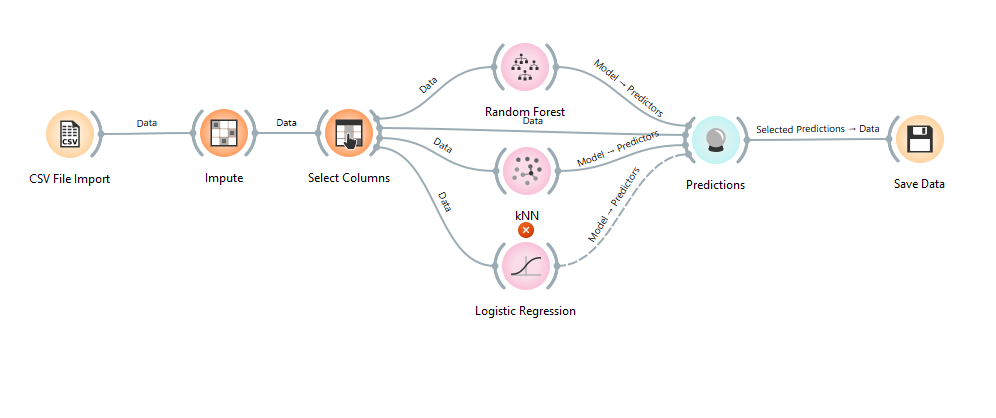 Data
Model → Predictors
Random Forest
Data
Data
Data
Selected Predictions → Data
CSV
CSV File Import
Impute
Select Columns
Data
Model → Predictors
Predictions
Save Data
Data
kNN
Model → Predictors
Logistic Regression